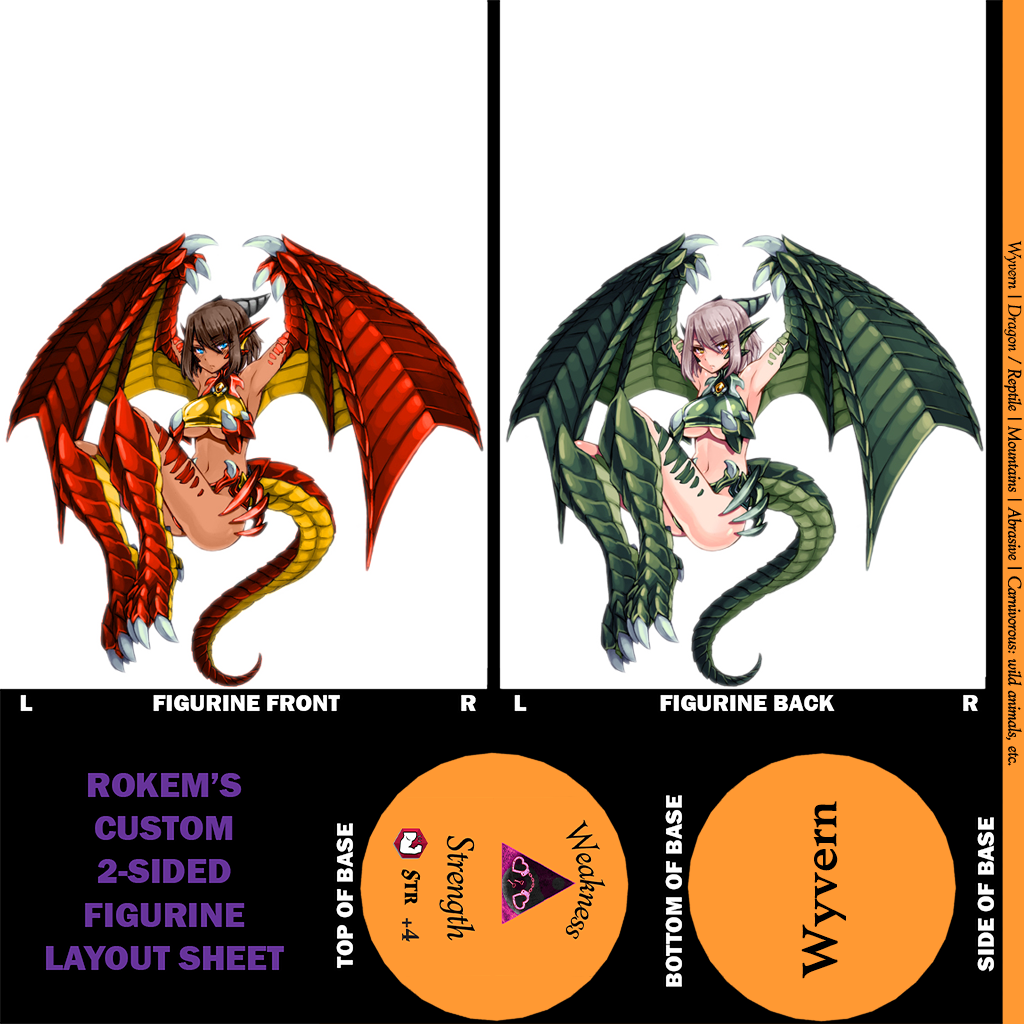 L FIGURINE FRONT R
L FIGURINE BACK R
ROKEM'S
CUSTOM
2-SIDED
FIGURINE
LAYOUT SHEET
TOP OF BASE
STR +4
Strength
Weakness
BOTTOM OF BASE
Wyvern
SIDE OF BASE
Wyvern | Dragon / Reptile | Mountains | Abrasive | Carnivorous: wild animals, etc.